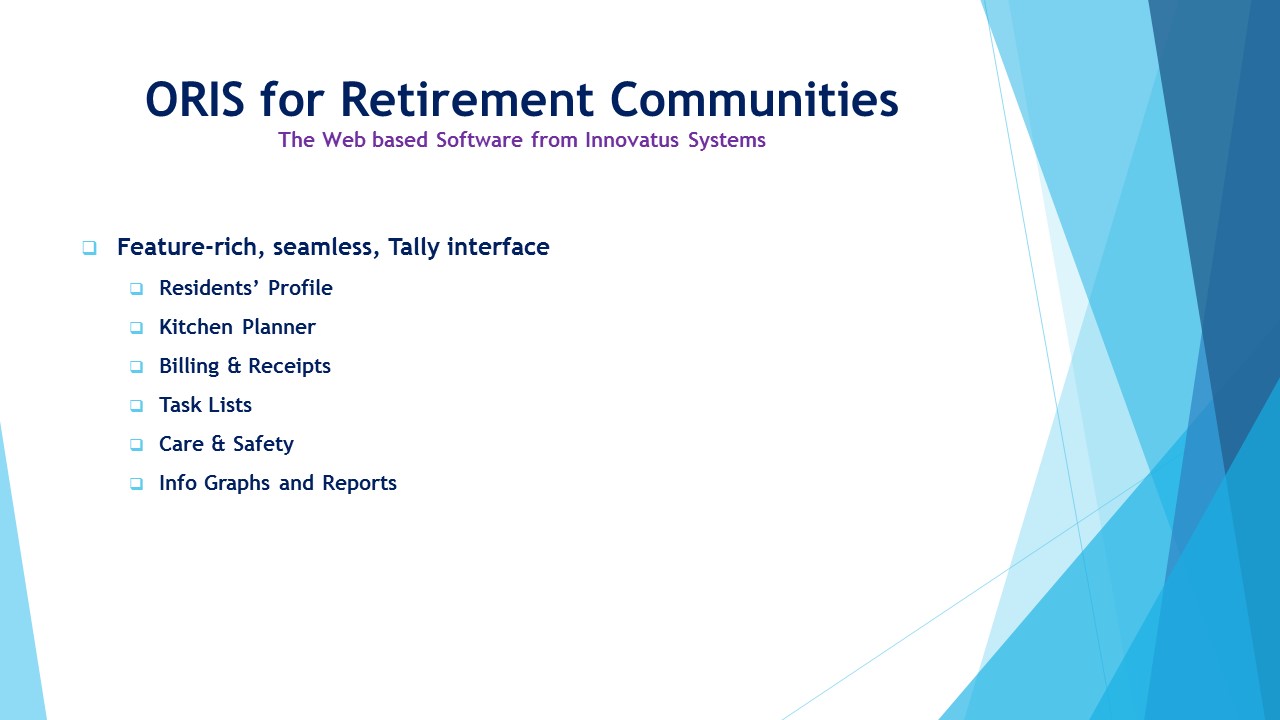 ORIS for Retirement Communities
The Web based Software from Innovatus Systems
Feature-rich, seamless, Tally interface
Residents’ Profile
Kitchen Planner
Billing & Receipts
Task Lists
Care & Safety
Info Graphs and Reports